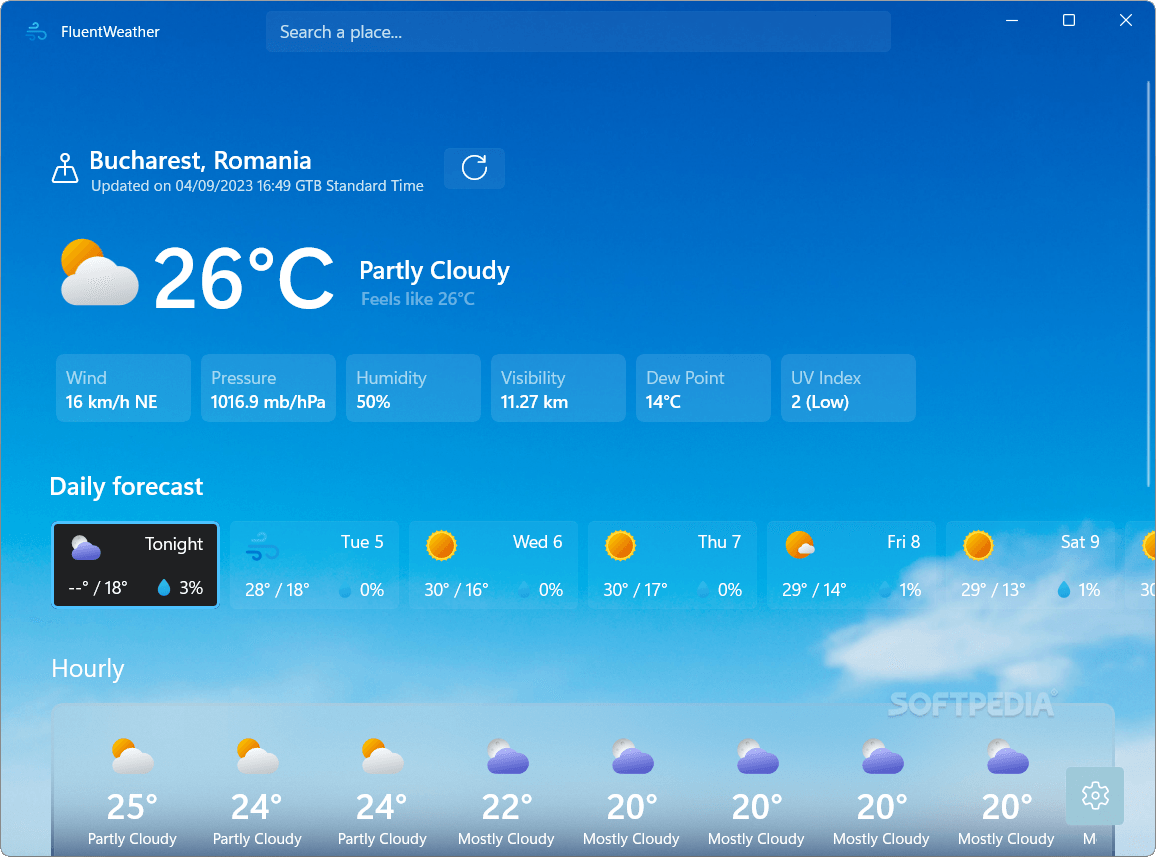 FluentWeather
Search a place...
Bucharest, Romania
Updated on 04/09/2023 16:49 GTB Standard Time
26°C
Partly Cloudy
Feels like 26°C
Wind Pressure Humidity Visibility Dew Point UV Index
16 km/h NE 1016.9 mb/hPa 50% 11.27 km 14°C 2 (Low)
Daily forecast
Tonight Tue 5 Wed 6 Thu 7 Fri 8 Sat 9
--° / 18° 3% 28° / 18° 0% 30° / 16° 0% 30° / 17° 0% 29° / 14° 1% 29° / 13° 1% 30
Hourly
SOFTPEDIA®
25° 24° 24° 22° 20° 20° 20° 20°
Partly Cloudy Partly Cloudy Partly Cloudy Mostly Cloudy Mostly Cloudy Mostly Cloudy Mostly Cloudy Mostly Cloudy M